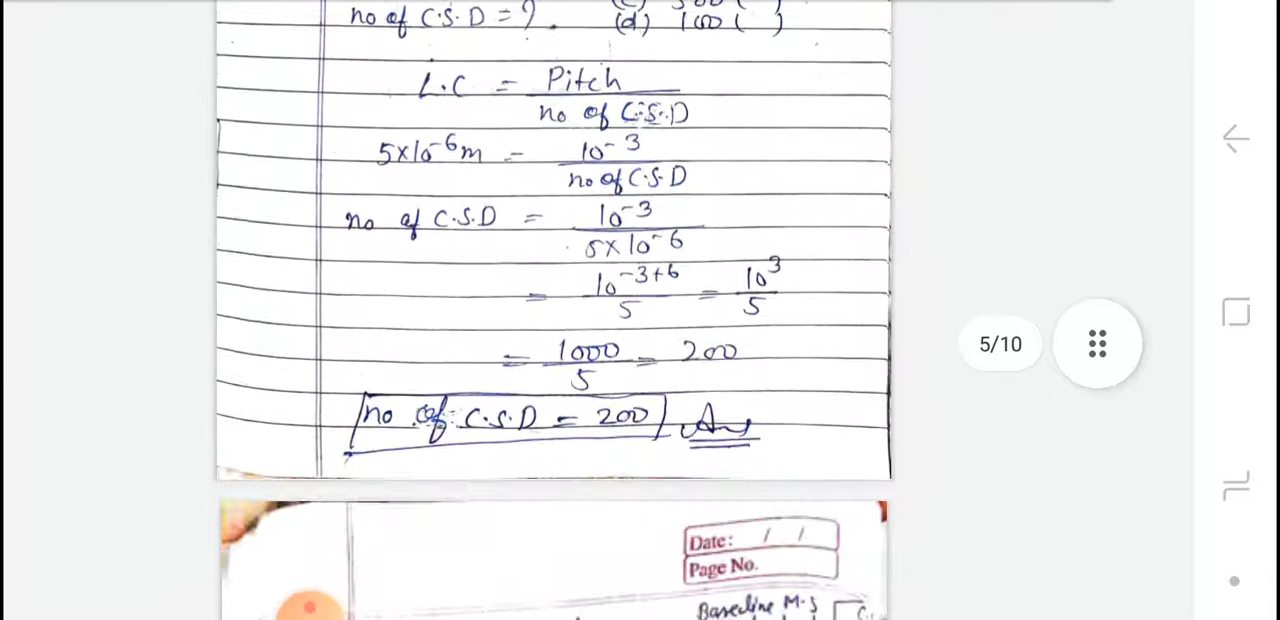 no of C.S.D = ?
(d) 100 ( )
L.C = Pitch
no of C.S.D
5×10-6m = 10-3
no of C.S.D
no of C.S.D = 10-3
5×10-6
= 10-3+6 = 10 3
5 5
= 1000 = 200
5
no of C.S.D = 200 Ans
5/10
Date: / /
Page No.
Baseline M.S